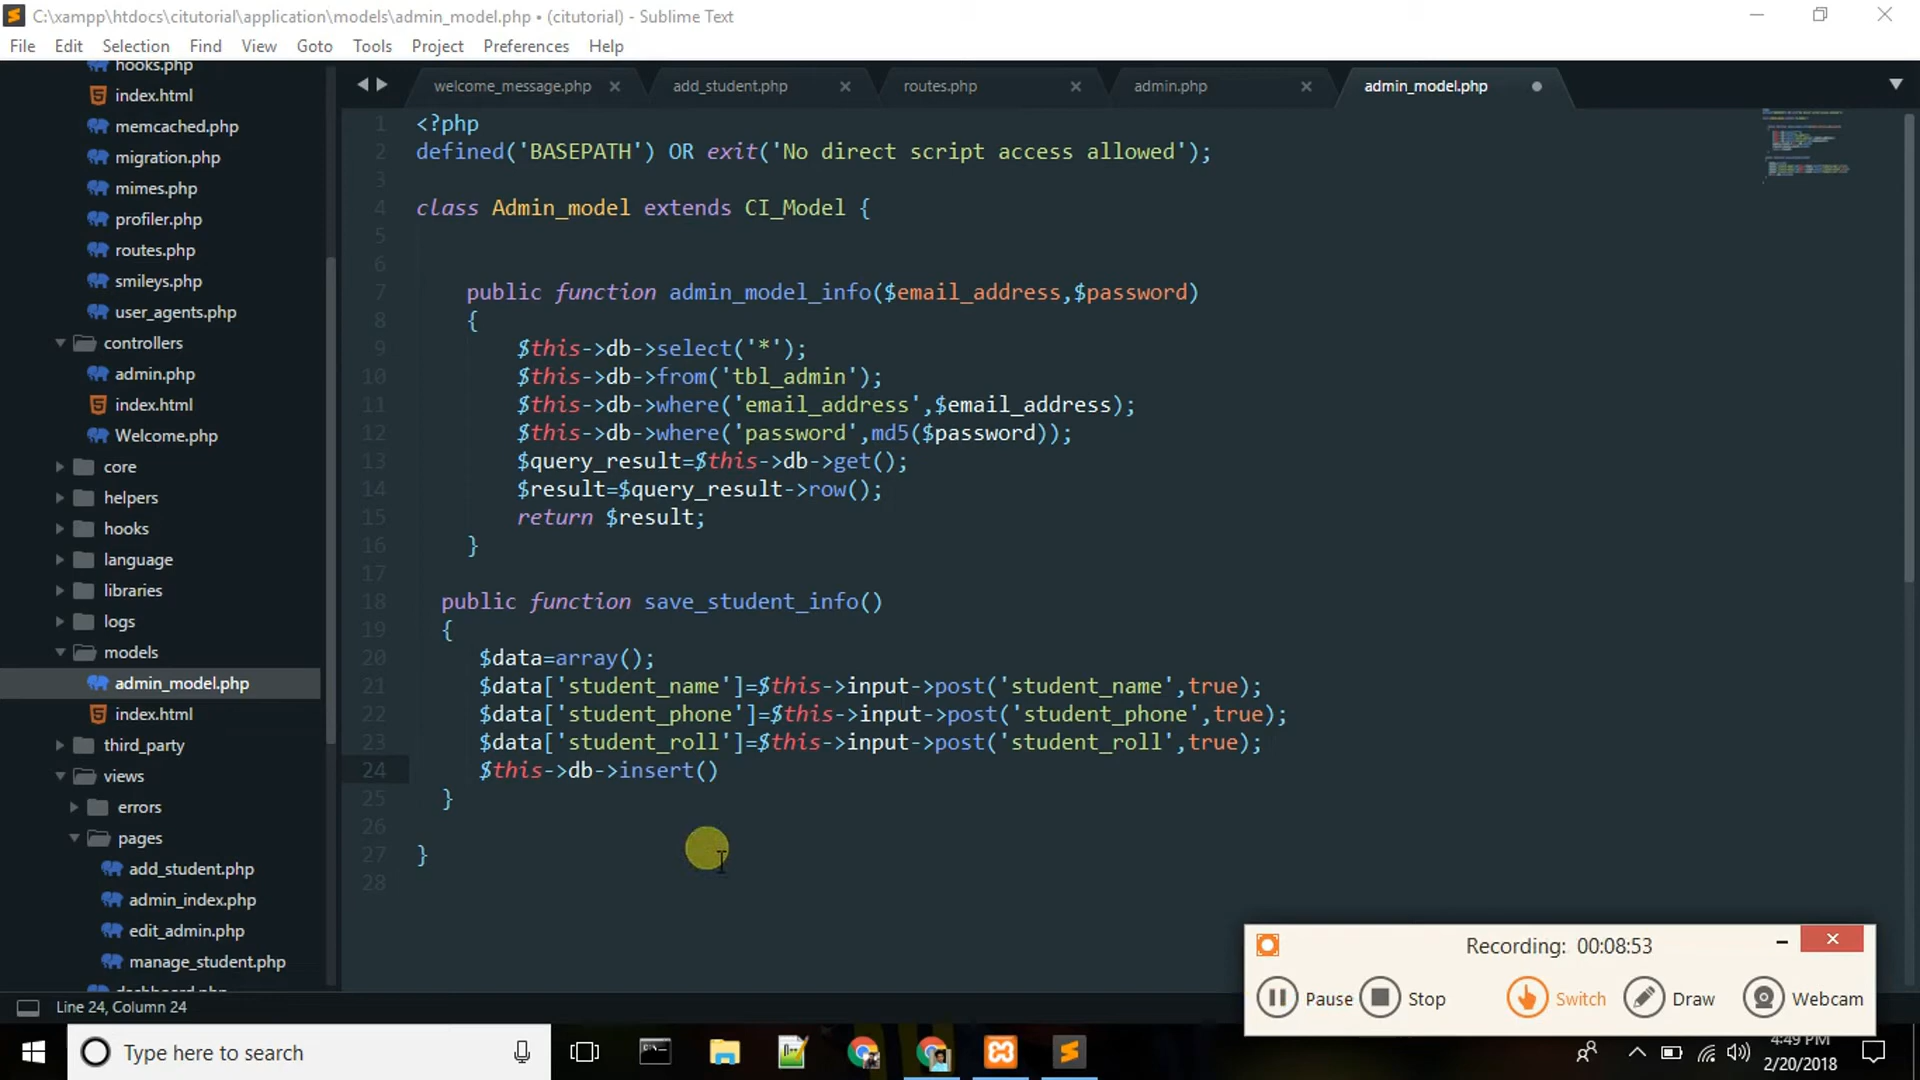 C:\xampp\htdocs\citutorial\application\models\admin_model.php • (citutorial) - Sublime Text
File Edit Selection Find View Goto Tools Project Preferences Help
hooks.php
index.html
memcached.php
migration.php
mimes.php
profiler.php
routes.php
smileys.php
user_agents.php
controllers
admin.php
index.html
Welcome.php
core
helpers
hooks
language
libraries
logs
models
admin_model.php
index.html
third_party
views
errors
pages
add_student.php
admin_index.php
edit_admin.php
manage_student.php
dashboard.php
welcome_message.php add_student.php routes.php admin.php admin_model.php
1 <?php
2 defined('BASEPATH') OR exit('No direct script access allowed');
3
4 class Admin_model extends CI_Model {
5
6
7 public function admin_model_info($email_address,$password)
8 {
9 $this->db->select('*');
10 $this->db->from('tbl_admin');
11 $this->db->where('email_address',$email_address);
12 $this->db->where('password',md5($password));
13 $query_result=$this->db->get();
14 $result=$query_result->row();
15 return $result;
16 }
17
18 public function save_student_info()
19 {
20 $data=array();
21 $data['student_name']=$this->input->post('student_name',true);
22 $data['student_phone']=$this->input->post('student_phone',true);
23 $data['student_roll']=$this->input->post('student_roll',true);
24 $this->db->insert()
25 }
26
27 }
28
Recording: 00:08:53
Pause Stop Switch Draw Webcam
Line 24, Column 24
Type here to search
4:49 PM
2/20/2018